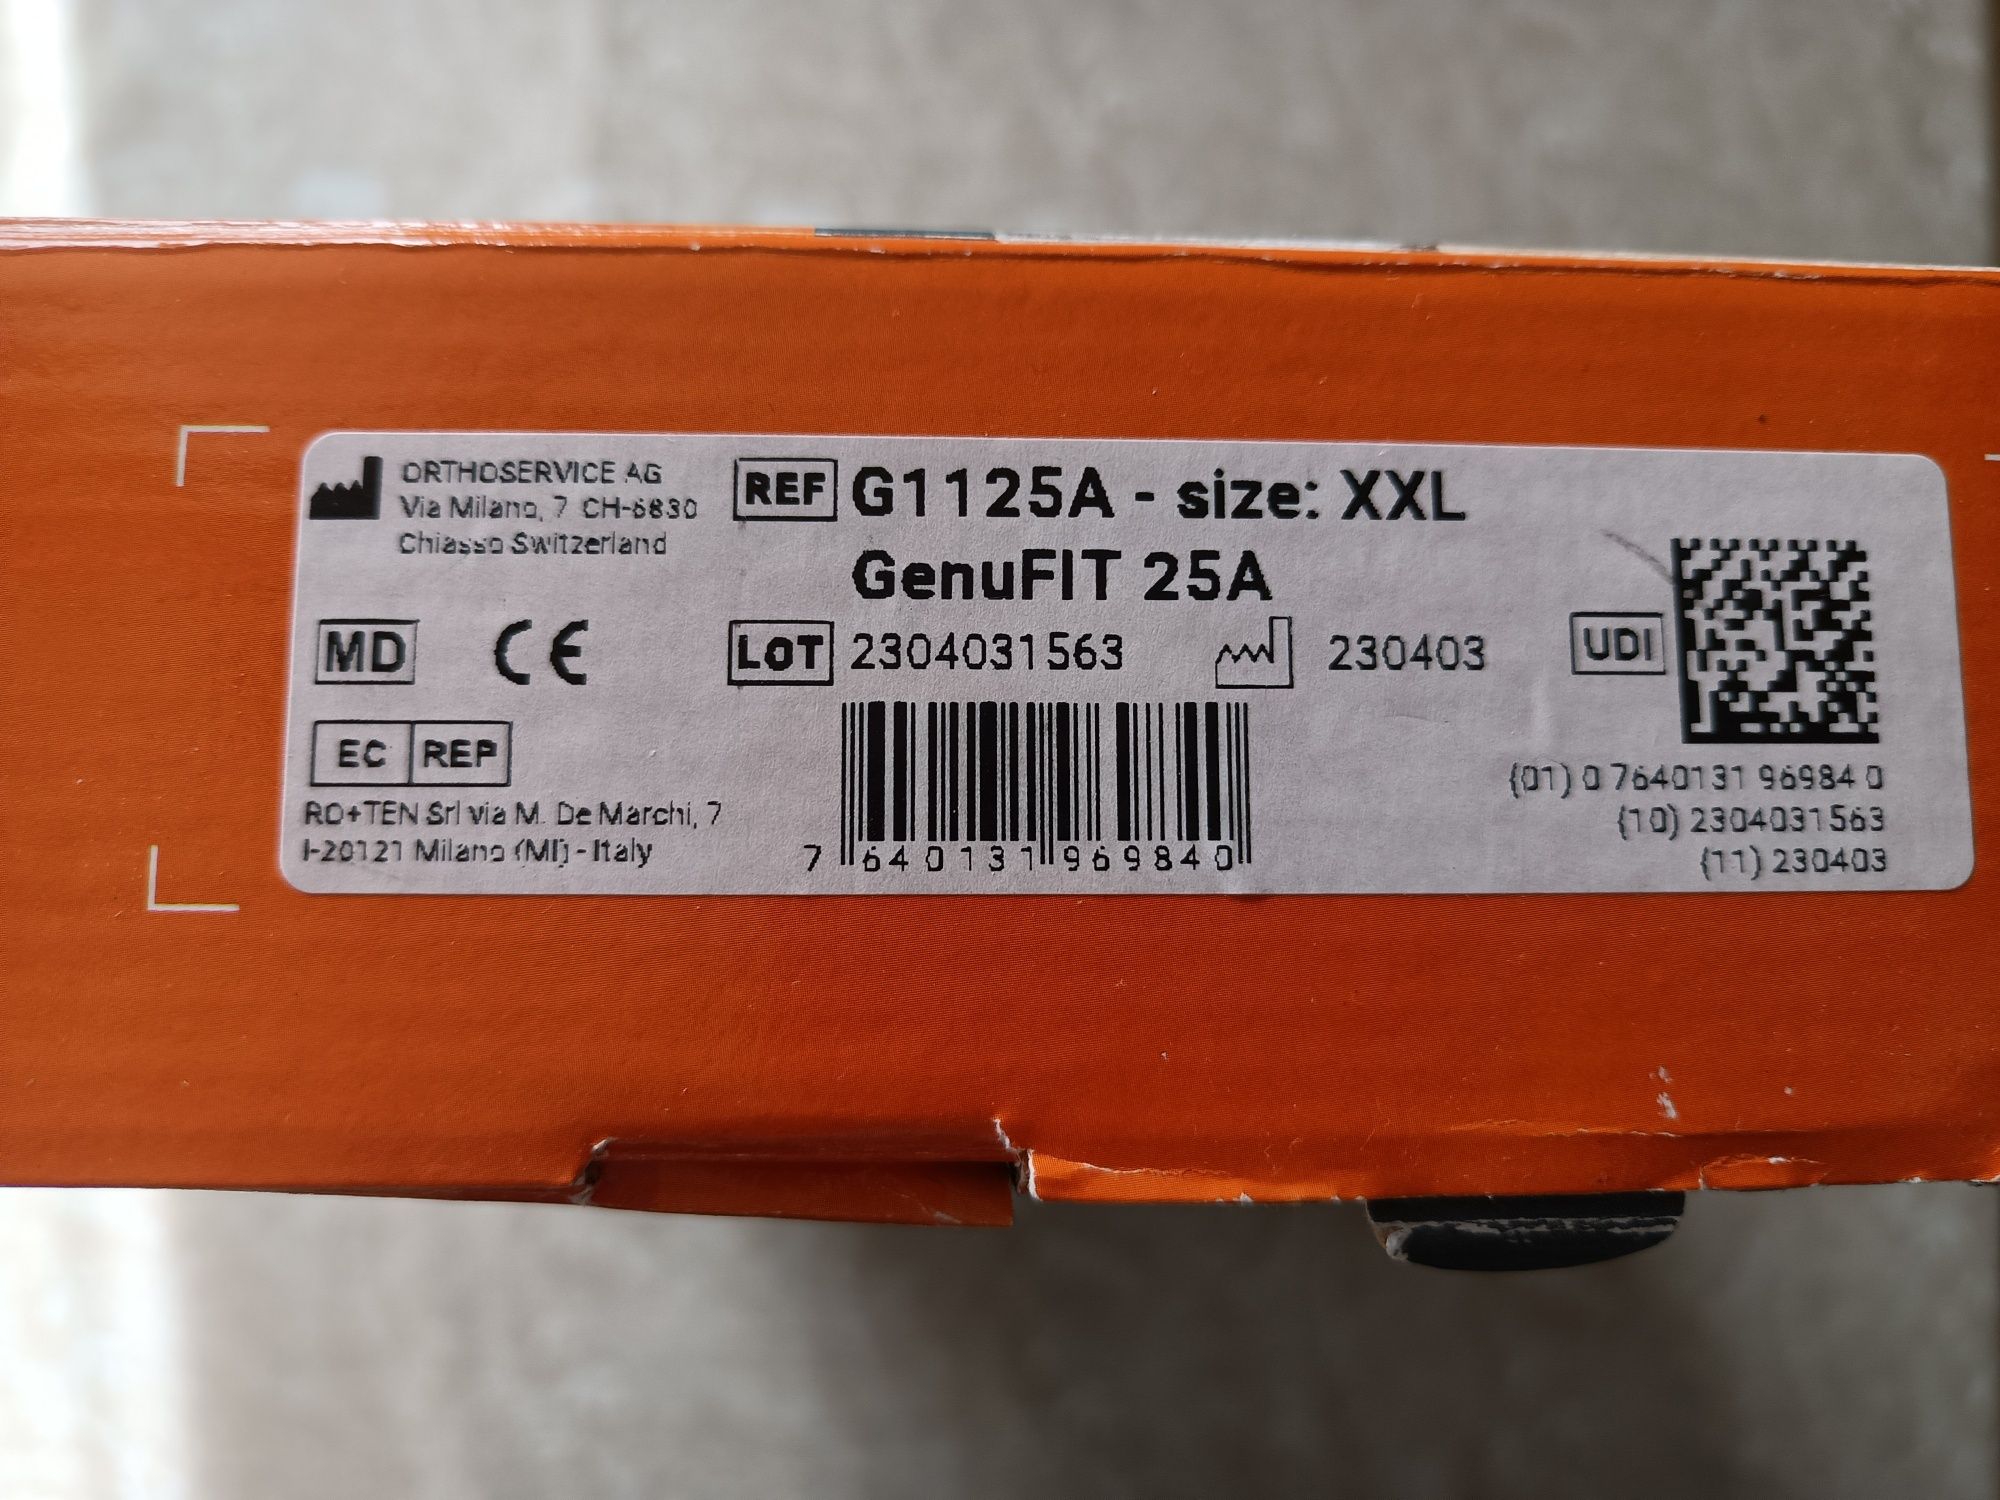 ORTHOSERVICE AG
Via Milano, 7 CH-6830
Chiasso Switzerland
REF G1125A - size: XXL
GenuFIT 25A
MD CE
LOT 2304031563 230403
UDI
EC REP
RO+TEN Srl via M. De Marchi, 7
I-20121 Milano (MI) - Italy
7 640131 969840
(01) 0 7640131 96984 0
(10) 2304031563
(11) 230403